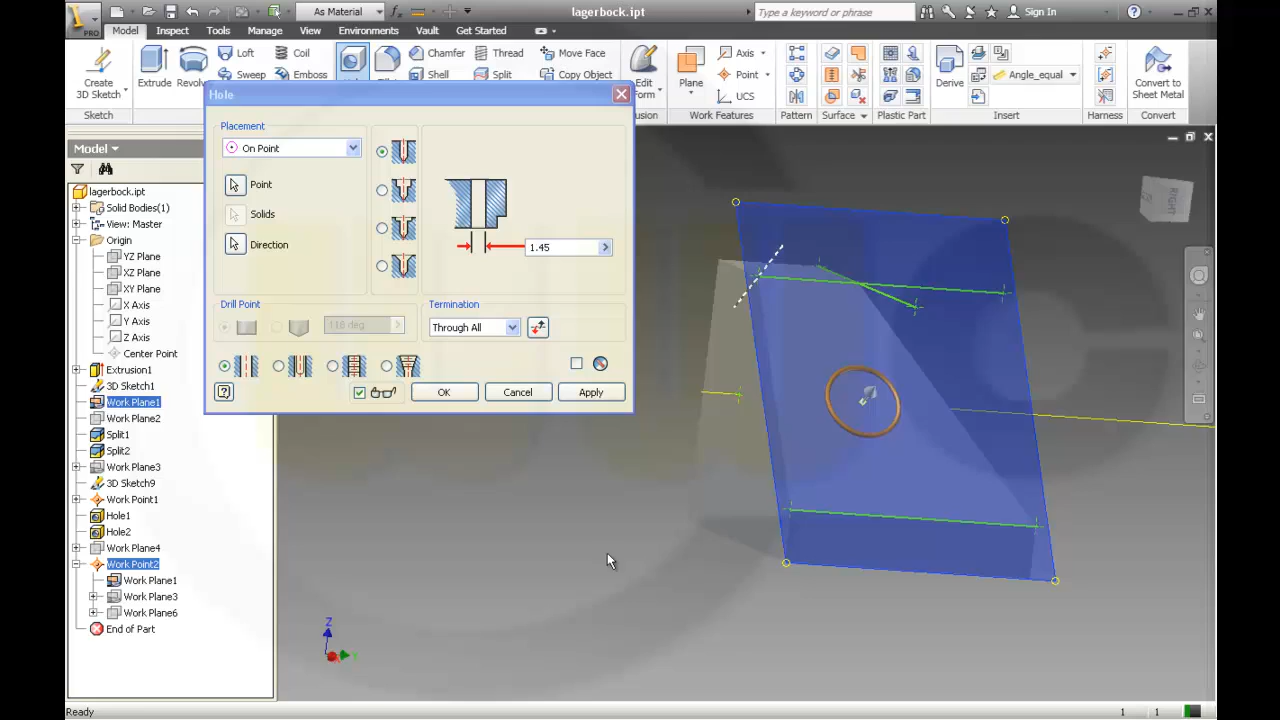 As Material
lagerbock.ipt
Type a keyword or phrase
Sign In
PRO
Model Inspect Tools Manage View Environments Vault Get Started
Create 3D Sketch
Extrude
Revolv
Loft
Sweep
Coil
Emboss
Chamfer
Shell
Thread
Split
Move Face
Copy Object
Edit Form
Plane
Axis
Point
UCS
Derive
Angle_equal
Convert to Sheet Metal
Sketch
Work Features
Pattern
Surface
Plastic Part
Insert
Harness
Convert
Hole
Placement
On Point
Point
Solids
Direction
1.45
Drill Point
118 deg
Termination
Through All
OK
Cancel
Apply
Model
lagerbock.ipt
Solid Bodies(1)
View: Master
Origin
YZ Plane
XZ Plane
XY Plane
X Axis
Y Axis
Z Axis
Center Point
Extrusion1
3D Sketch1
Work Plane1
Work Plane2
Split1
Split2
Work Plane3
3D Sketch9
Work Point1
Hole1
Hole2
Work Plane4
Work Point2
Work Plane1
Work Plane3
Work Plane6
End of Part
RIGHT
Z
Y
Ready
1 1